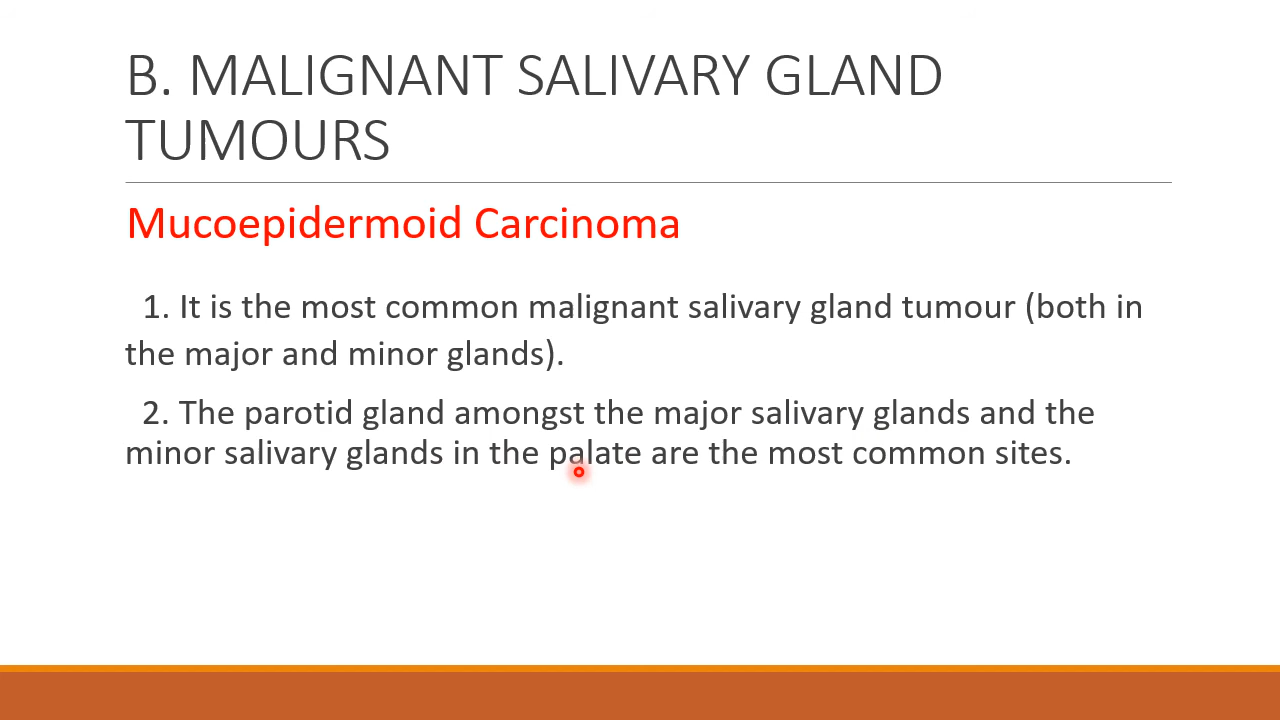 B. MALIGNANT SALIVARY GLAND
TUMOURS
Mucoepidermoid Carcinoma
1. It is the most common malignant salivary gland tumour (both in
the major and minor glands).
2. The parotid gland amongst the major salivary glands and the
minor salivary glands in the palate are the most common sites.